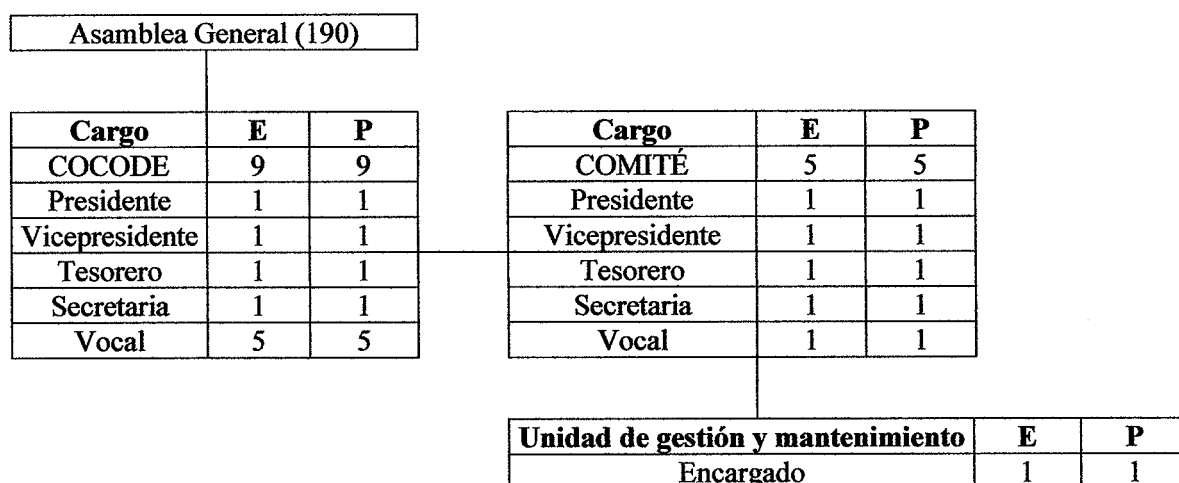 Asamblea General (190)
Cargo E P
COCODE 9 9
Presidente 1 1
Vicepresidente 1 1
Tesorero 1 1
Secretaria 1 1
Vocal 5 5
Cargo E P
COMITÉ 5 5
Presidente 1 1
Vicepresidente 1 1
Tesorero 1 1
Secretaria 1 1
Vocal 1 1
Unidad de gestión y mantenimiento E P
Encargado 1 1